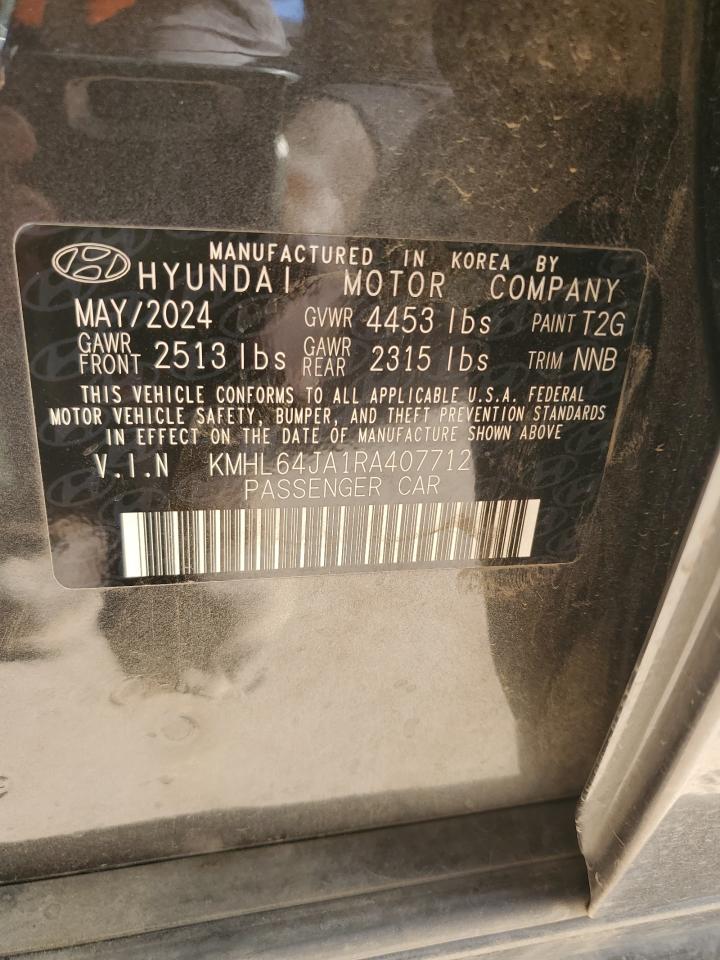 MANUFACTURED IN KOREA BY
HYUNDAI MOTOR COMPANY
MAY/2024 GVWR 4453 lbs PAINT T2G
GAWR FRONT 2513 lbs GAWR REAR 2315 lbs TRIM NNB
THIS VEHICLE CONFORMS TO ALL APPLICABLE U.S.A. FEDERAL
MOTOR VEHICLE SAFETY, BUMPER, AND THEFT PREVENTION STANDARDS
IN EFFECT ON THE DATE OF MANUFACTURE SHOWN ABOVE
V.I.N KMHL64JA1RA407712
PASSENGER CAR